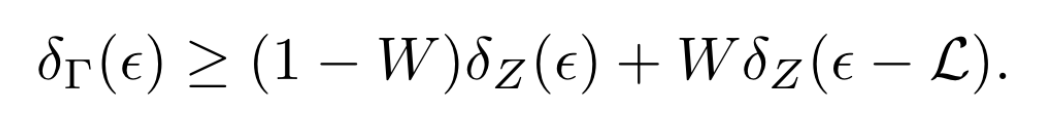 δ_Γ(ϵ) ≥ (1 − W)δ_Z(ϵ) + Wδ_Z(ϵ − ℒ).